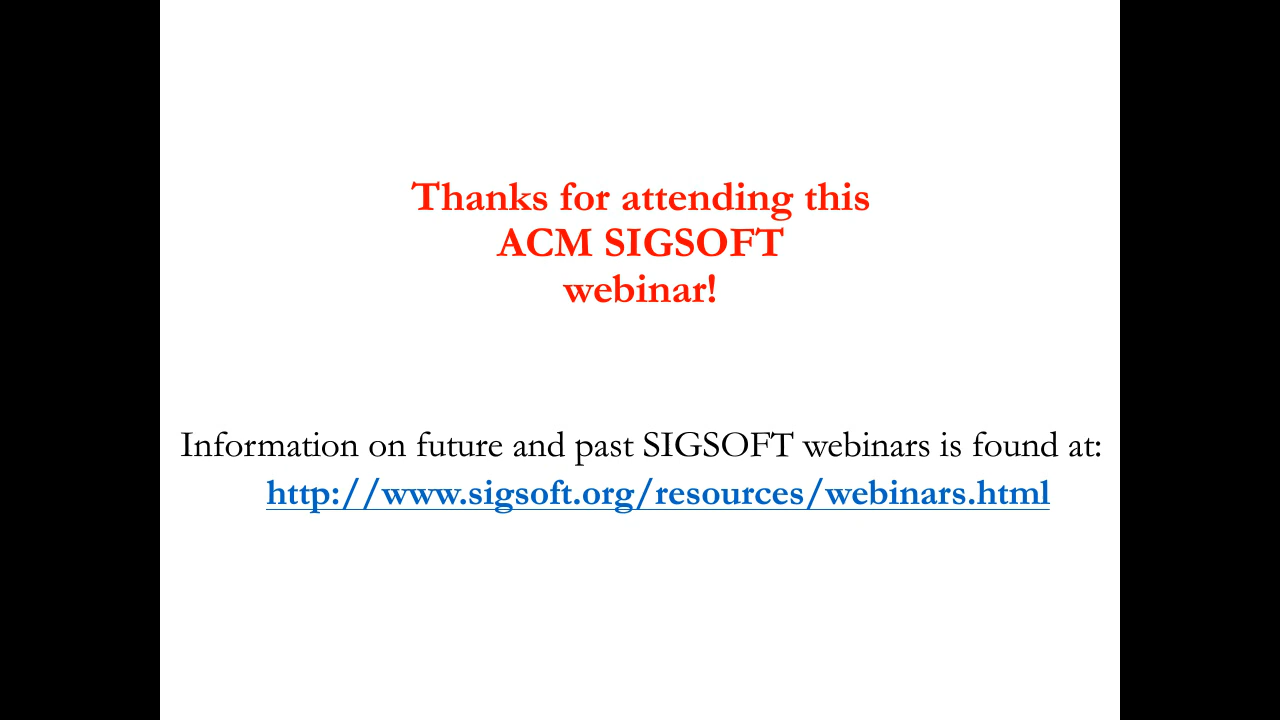 Thanks for attending this
ACM SIGSOFT
webinar!
Information on future and past SIGSOFT webinars is found at:
http://www.sigsoft.org/resources/webinars.html